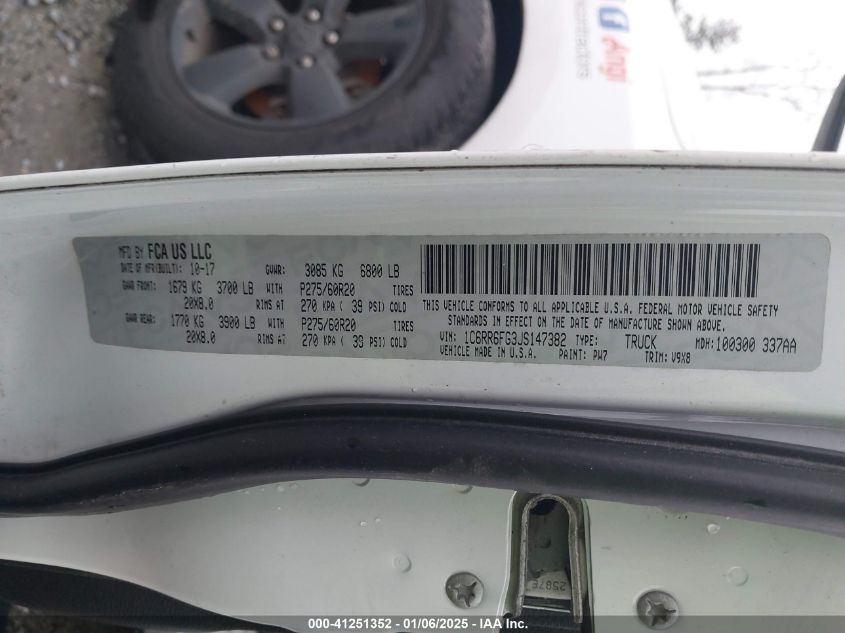 Angi
contractors
MFD BY FCA US LLC
DATE OF MFR(BUILT): 10-17 GVWR: 3085 KG 6800 LB
GAWR FRONT: 1679 KG 3700 LB WITH P275/60R20 TIRES
20X8.0 RIMS AT 270 KPA ( 39 PSI) COLD
GAWR REAR: 1770 KG 3900 LB WITH P275/60R20 TIRES
20X8.0 RIMS AT 270 KPA ( 39 PSI) COLD
THIS VEHICLE CONFORMS TO ALL APPLICABLE U.S.A. FEDERAL MOTOR VEHICLE SAFETY
STANDARDS IN EFFECT ON THE DATE OF MANUFACTURE SHOWN ABOVE.
VIN: 1C6RR6FG3JS147382 TYPE: TRUCK MDH: 100300 337AA
VEHICLE MADE IN U.S.A. PAINT: PW7 TRIM: V9X8
000-41251352 | 01/06/2025 - IAA Inc.